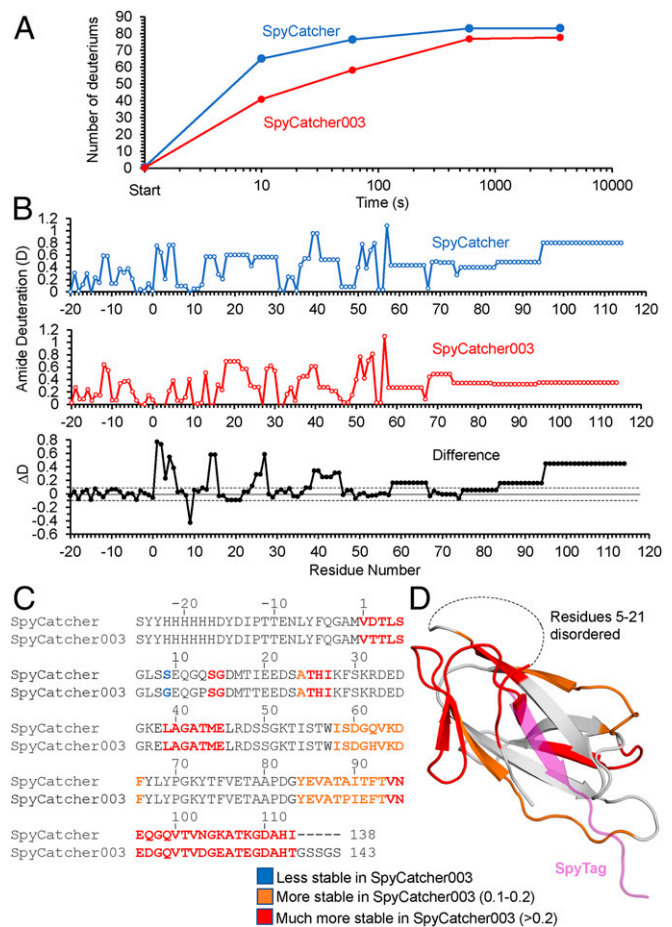 A
Number of deuteriums
90
80
70
60
50
40
30
20
10
0
SpyCatcher
SpyCatcher003
Start
10
100
1000
10000
Time (s)
B
Amide Deuteration (D)
1.2
1
0.8
0.6
0.4
0.2
0
SpyCatcher
-20 -10 0 10 20 30 40 50 60 70 80 90 100 110 120
1.2
1
0.8
0.6
0.4
0.2
0
SpyCatcher003
-20 -10 0 10 20 30 40 50 60 70 80 90 100 110 120
ΔD
0.8
0.6
0.4
0.2
0
-0.2
-0.4
-0.6
Difference
-20 -10 0 10 20 30 40 50 60 70 80 90 100 110 120
Residue Number
C
-20 -10 1
SpyCatcher SYYHHHHHHDYDIPTTENLYFQGAMVDTLS
SpyCatcher003 SYYHHHHHHDYDIPTTENLYFQGAMVTTLS
10 20 30
SpyCatcher GLSSEQGQSGDMTIEEDSATHIKFSKRDED
SpyCatcher003 GLSGEQGPSGDMTTEEDSATHIKFSKRDED
40 50 60
SpyCatcher GKELAGATMELRDSSGKTISTWISDGQVKD
SpyCatcher003 GRELAGATMELRDSSGKTISTWISDGHVKD
70 80 90
SpyCatcher FYLYPGKYTFVETAAPDGYEVATAITFTVN
SpyCatcher003 FYLYPGKYTFVETAAPDGYEVATPIEFTVN
100 110
SpyCatcher EQGQVTVNGKATKGDAHI----- 138
SpyCatcher003 EDGQVTVDGEATEGDAHTGSSGS 143
D
Residues 5-21
disordered
SpyTag
Less stable in SpyCatcher003
More stable in SpyCatcher003 (0.1-0.2)
Much more stable in SpyCatcher003 (>0.2)